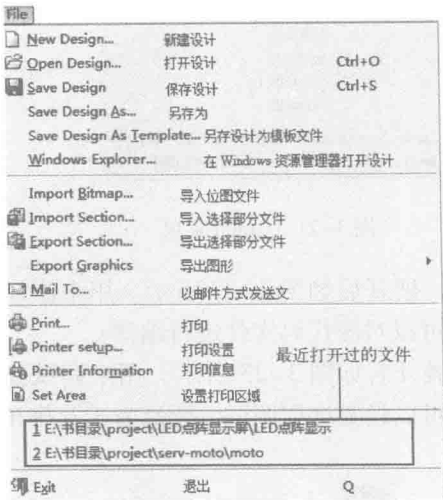 File
New Design... 新建设计
Open Design... 打开设计 Ctrl+O
Save Design 保存设计 Ctrl+S
Save Design As... 另存为
Save Design As Template... 另存设计为模板文件
Windows Explorer... 在 Windows 资源管理器打开设计
Import Bitmap... 导入位图文件
Import Section... 导入选择部分文件
Export Section... 导出选择部分文件
Export Graphics 导出图形
Mail To... 以邮件方式发送文
Print... 打印
Printer setup... 打印设置 最近打开过的文件
Printer Information 打印信息
Set Area 设置打印区域
1 E:\书目录\project\LED点阵显示屏\LED点阵显示
2 E:\书目录\project\serv-moto\moto
Exit 退出 Q